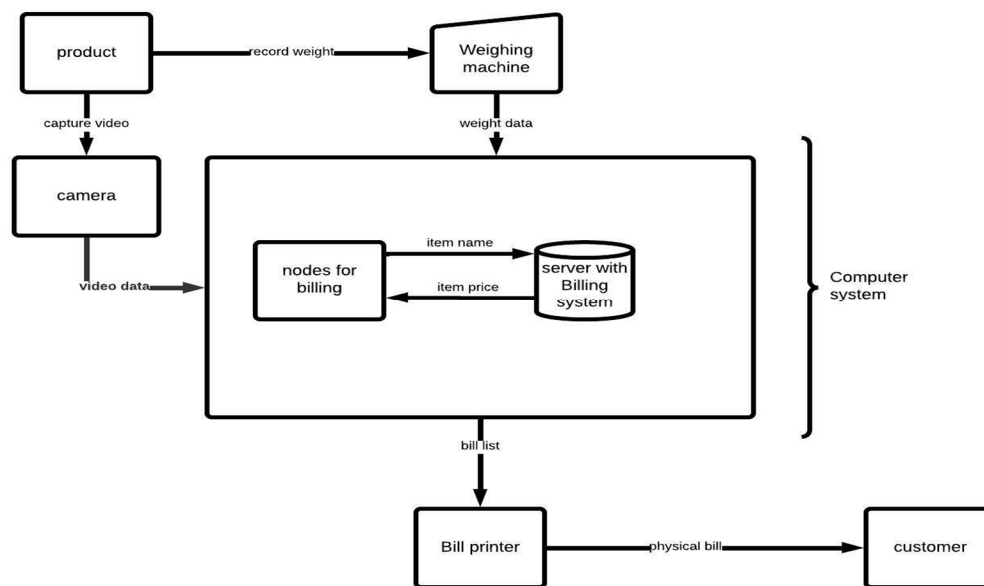 product
record weight
Weighing
machine
capture video
weight data
camera
video data
nodes for
billing
item name
item price
server with
Billing
system
Computer
system
bill list
Bill printer
physical bill
customer